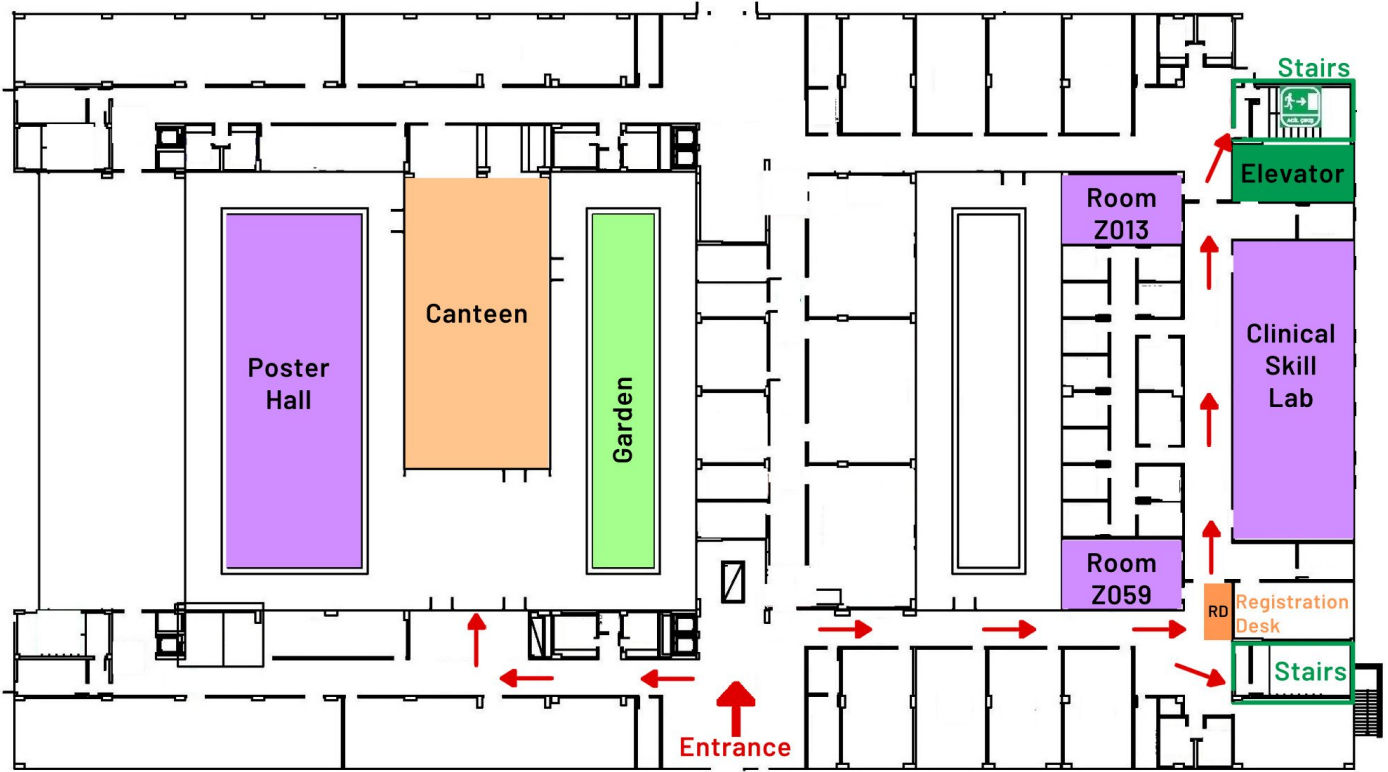 Stairs
Elevator
Room
Z013
Canteen
Clinical
Skill
Lab
Poster
Hall
Garden
Room
Z059
RD
Registration
Desk
Stairs
Entrance